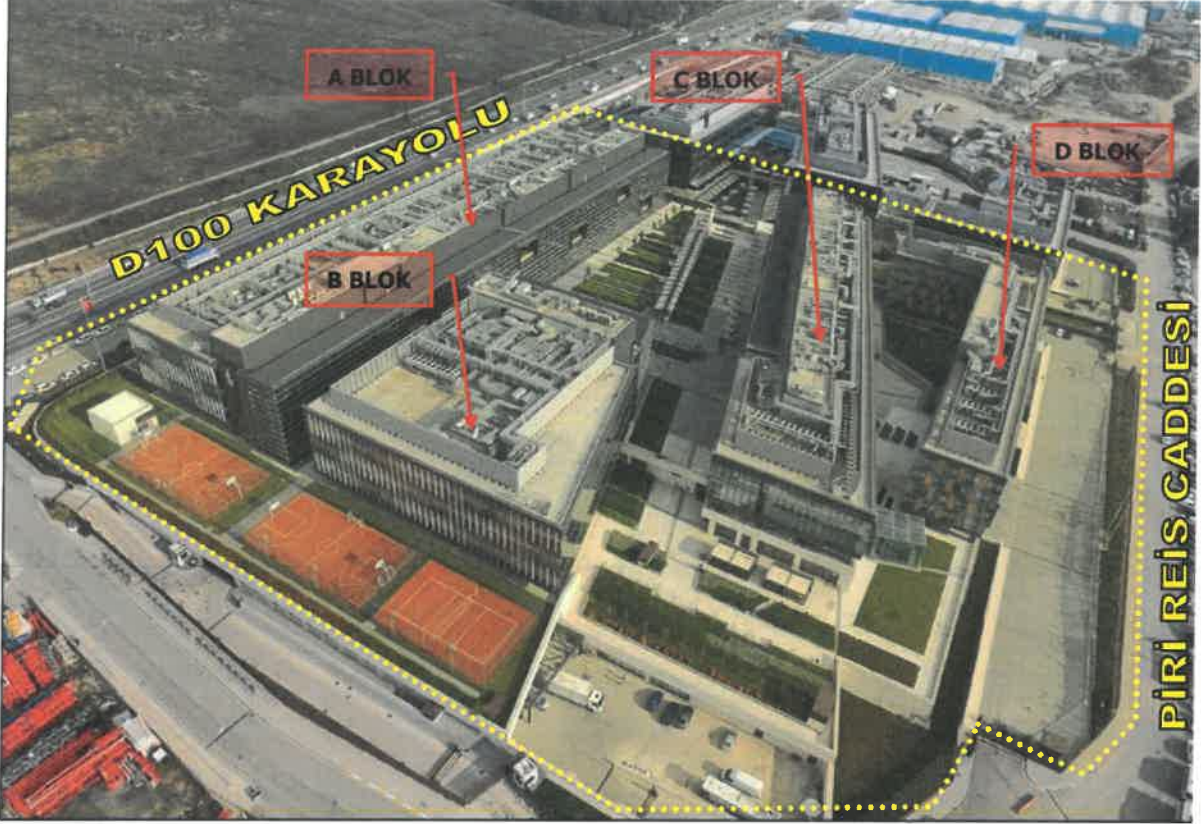 A BLOK
C BLOK
D BLOK
D100 KARAYOLU
B BLOK
PİRİ REİS CADDESİ